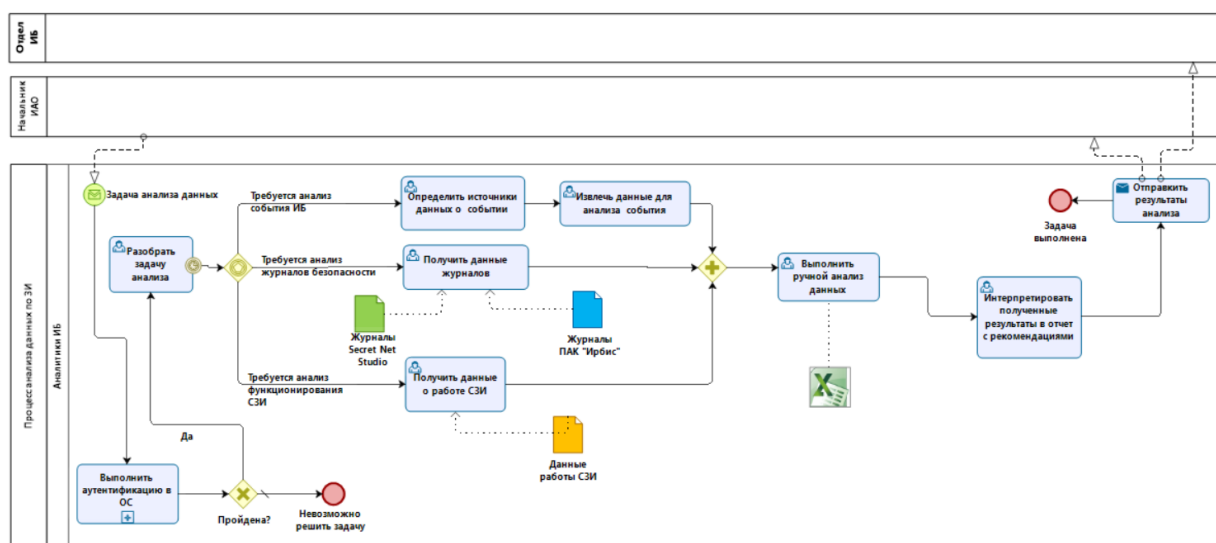 Отдел
ИБ
Начальник
ИАО
Процесс анализа данных по ЗИ
Аналитики ИБ
Задача анализа данных
Требуется анализ
события ИБ
Определить источники
данных о события
Извлечь данные для
анализа события
Отправкить
результаты
анализа
Задача
выполнена
Разобрать
задачу
анализа
Требуется анализ
журналов безопасности
Получить данные
журналов
Выполнить
ручной анализ
данных
Интерпретировать
полученные
результаты в отчет
с рекомендациями
Журналы
Secret Net
Studio
Журналы
ПАК "Ирбис"
Требуется анализ
функционирования
СЗИ
Получить данные
о работе СЗИ
Данные
работы СЗИ
Да
Выполнить
аутентификацию в
ОС
Пройдена?
Невозможно
решить задачу